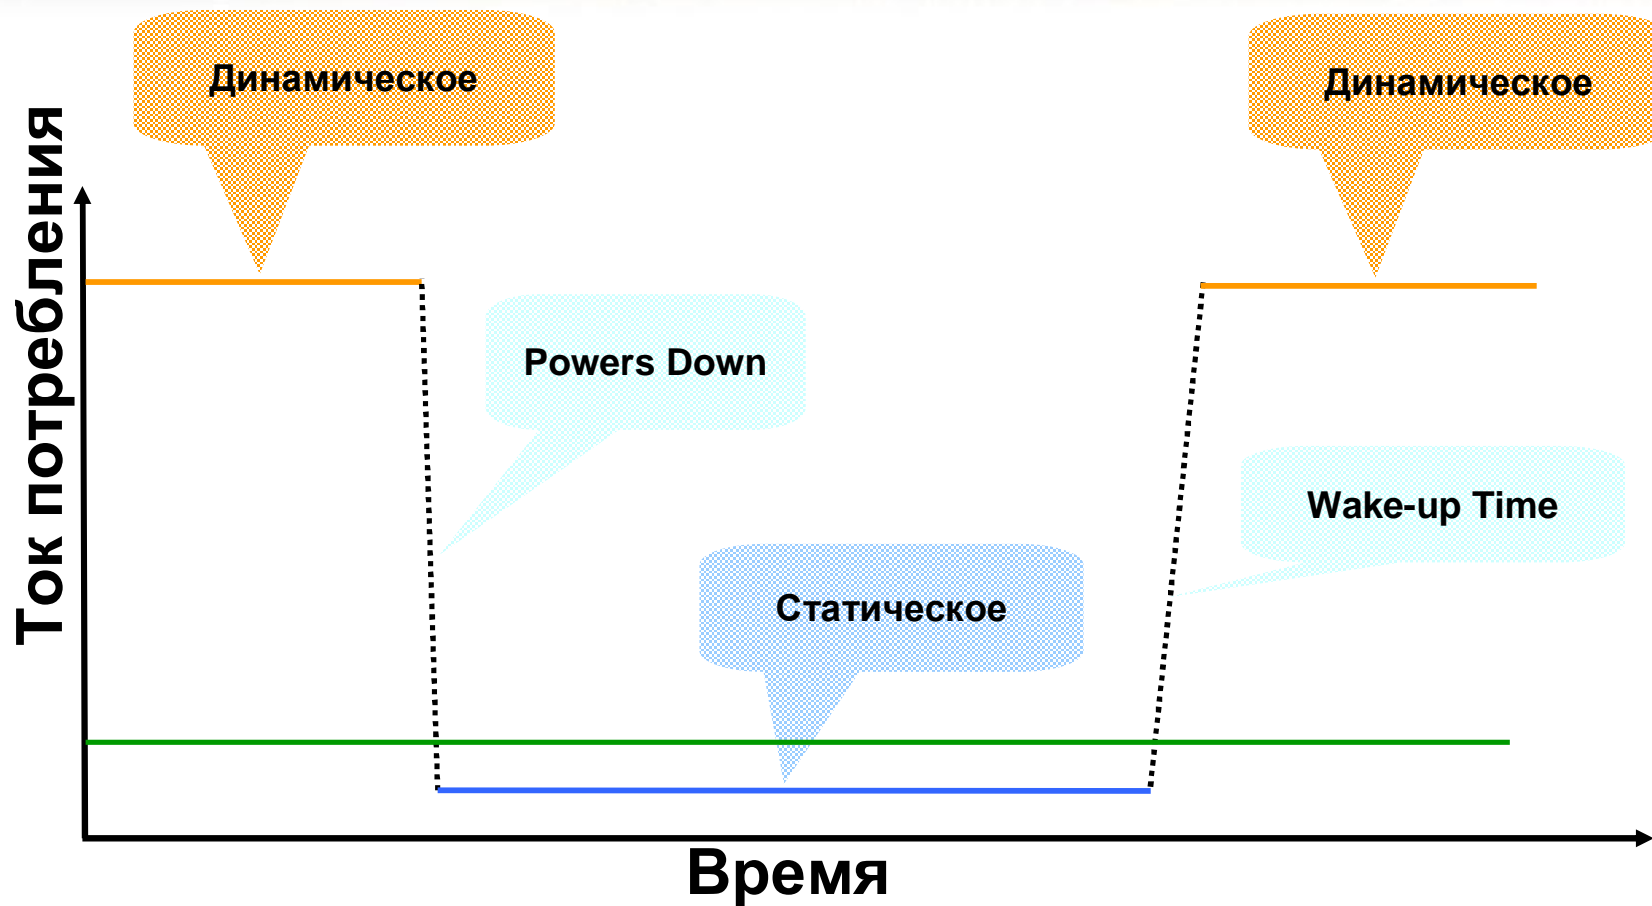 Динамическое
Динамическое
Ток потребления
Powers Down
Wake-up Time
Статическое
Время